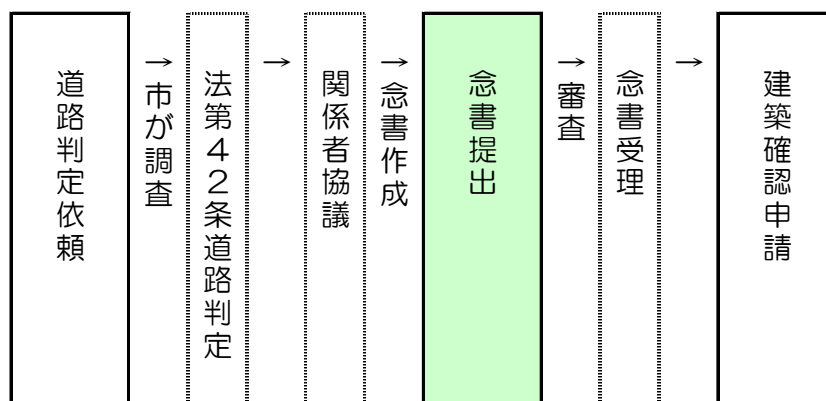 道路判定依頼
→市が調査
法第４２条道路判定
→
関係者協議
→念書作成
念書提出
→審査
念書受理
→
建築確認申請